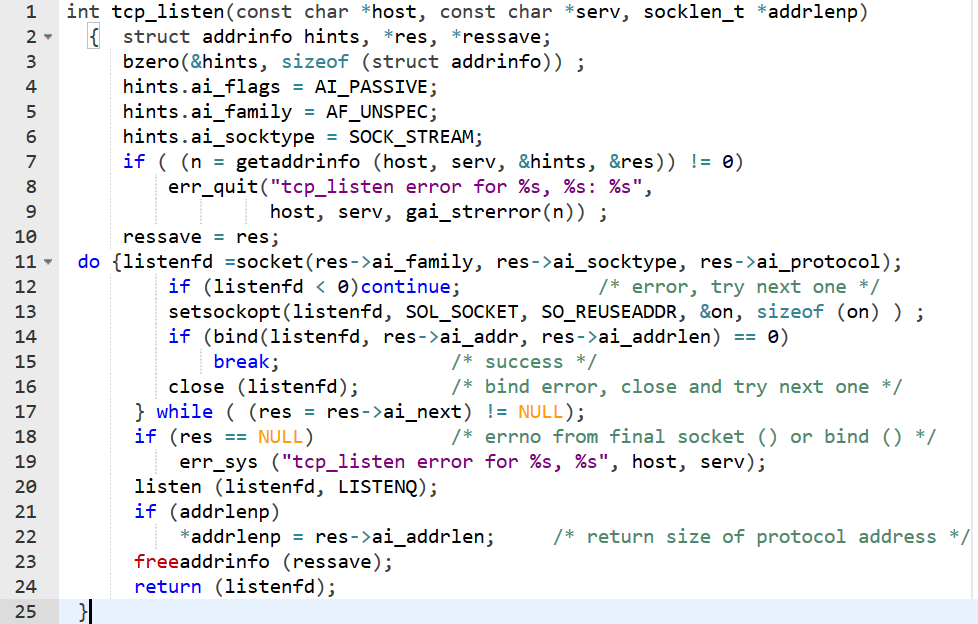 1 int tcp_listen(const char *host, const char *serv, socklen_t *addrlenp)
2 { struct addrinfo hints, *res, *ressave;
3 bzero(&hints, sizeof (struct addrinfo)) ;
4 hints.ai_flags = AI_PASSIVE;
5 hints.ai_family = AF_UNSPEC;
6 hints.ai_socktype = SOCK_STREAM;
7 if ( (n = getaddrinfo (host, serv, &hints, &res)) != 0)
8 err_quit("tcp_listen error for %s, %s: %s",
9 host, serv, gai_strerror(n)) ;
10 ressave = res;
11 do {listenfd =socket(res->ai_family, res->ai_socktype, res->ai_protocol);
12 if (listenfd < 0)continue; /* error, try next one */
13 setsockopt(listenfd, SOL_SOCKET, SO_REUSEADDR, &on, sizeof (on) ) ;
14 if (bind(listenfd, res->ai_addr, res->ai_addrlen) == 0)
15 break; /* success */
16 close (listenfd); /* bind error, close and try next one */
17 } while ( (res = res->ai_next) != NULL);
18 if (res == NULL) /* errno from final socket () or bind () */
19 err_sys ("tcp_listen error for %s, %s", host, serv);
20 listen (listenfd, LISTENQ);
21 if (addrlenp)
22 *addrlenp = res->ai_addrlen; /* return size of protocol address */
23 freeaddrinfo (ressave);
24 return (listenfd);
25 }